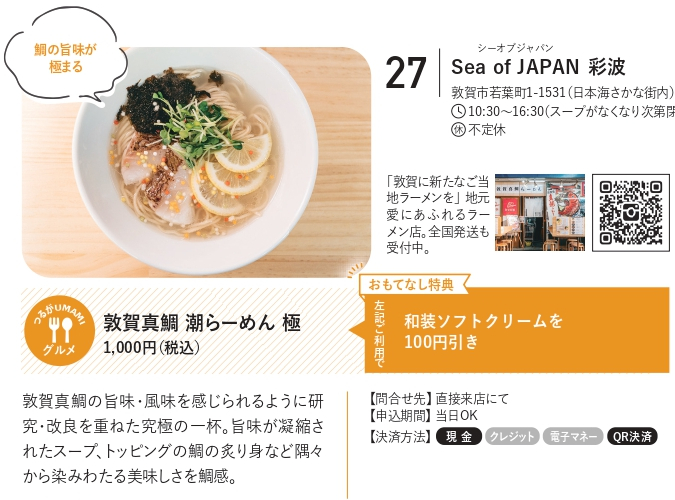 鯛の旨味が
極まる
27
シーオブジャパン
Sea of JAPAN 彩波
敦賀市若葉町1-1531（日本海さかな街内）
10:30～16:30（スープがなくなり次第閉
休 不定休
「敦賀に新たなご当
地ラーメンを」 地元
愛にあふれるラー
メン店。全国発送も
受付中。
つるがUMAMI
グルメ
敦賀真鯛 潮らーめん 極
1,000円（税込）
おもてなし特典
左記ご利用で
和装ソフトクリームを
100円引き
敦賀真鯛の旨味・風味を感じられるように研
究・改良を重ねた究極の一杯。旨味が凝縮さ
れたスープ、トッピングの鯛の炙り身など隅々
から染みわたる美味しさを鯛感。
【問合せ先】 直接来店にて
【申込期間】 当日OK
【決済方法】 現 金 クレジット 電子マネー QR決済